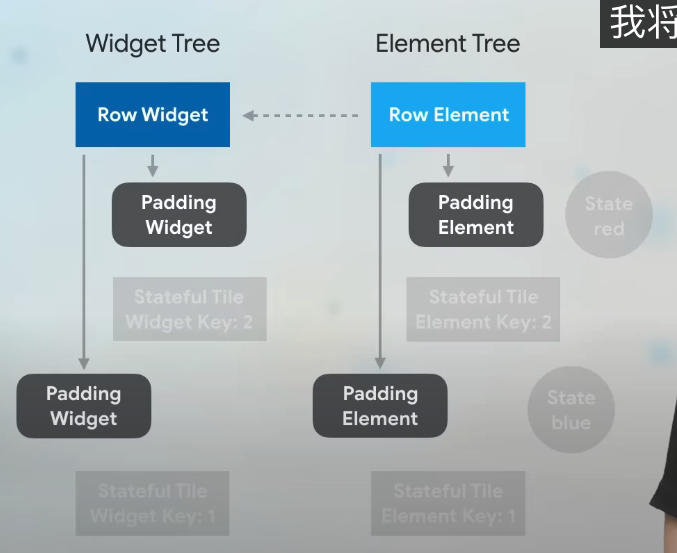 我将
Widget Tree
Element Tree
Row Widget
Row Element
Padding
Widget
Padding
Element
State
red
Stateful Tile
Widget Key: 2
Stateful Tile
Element Key: 2
Padding
Widget
Padding
Element
State
blue
Stateful Tile
Widget Key: 1
Stateful Tile
Element Key: 1